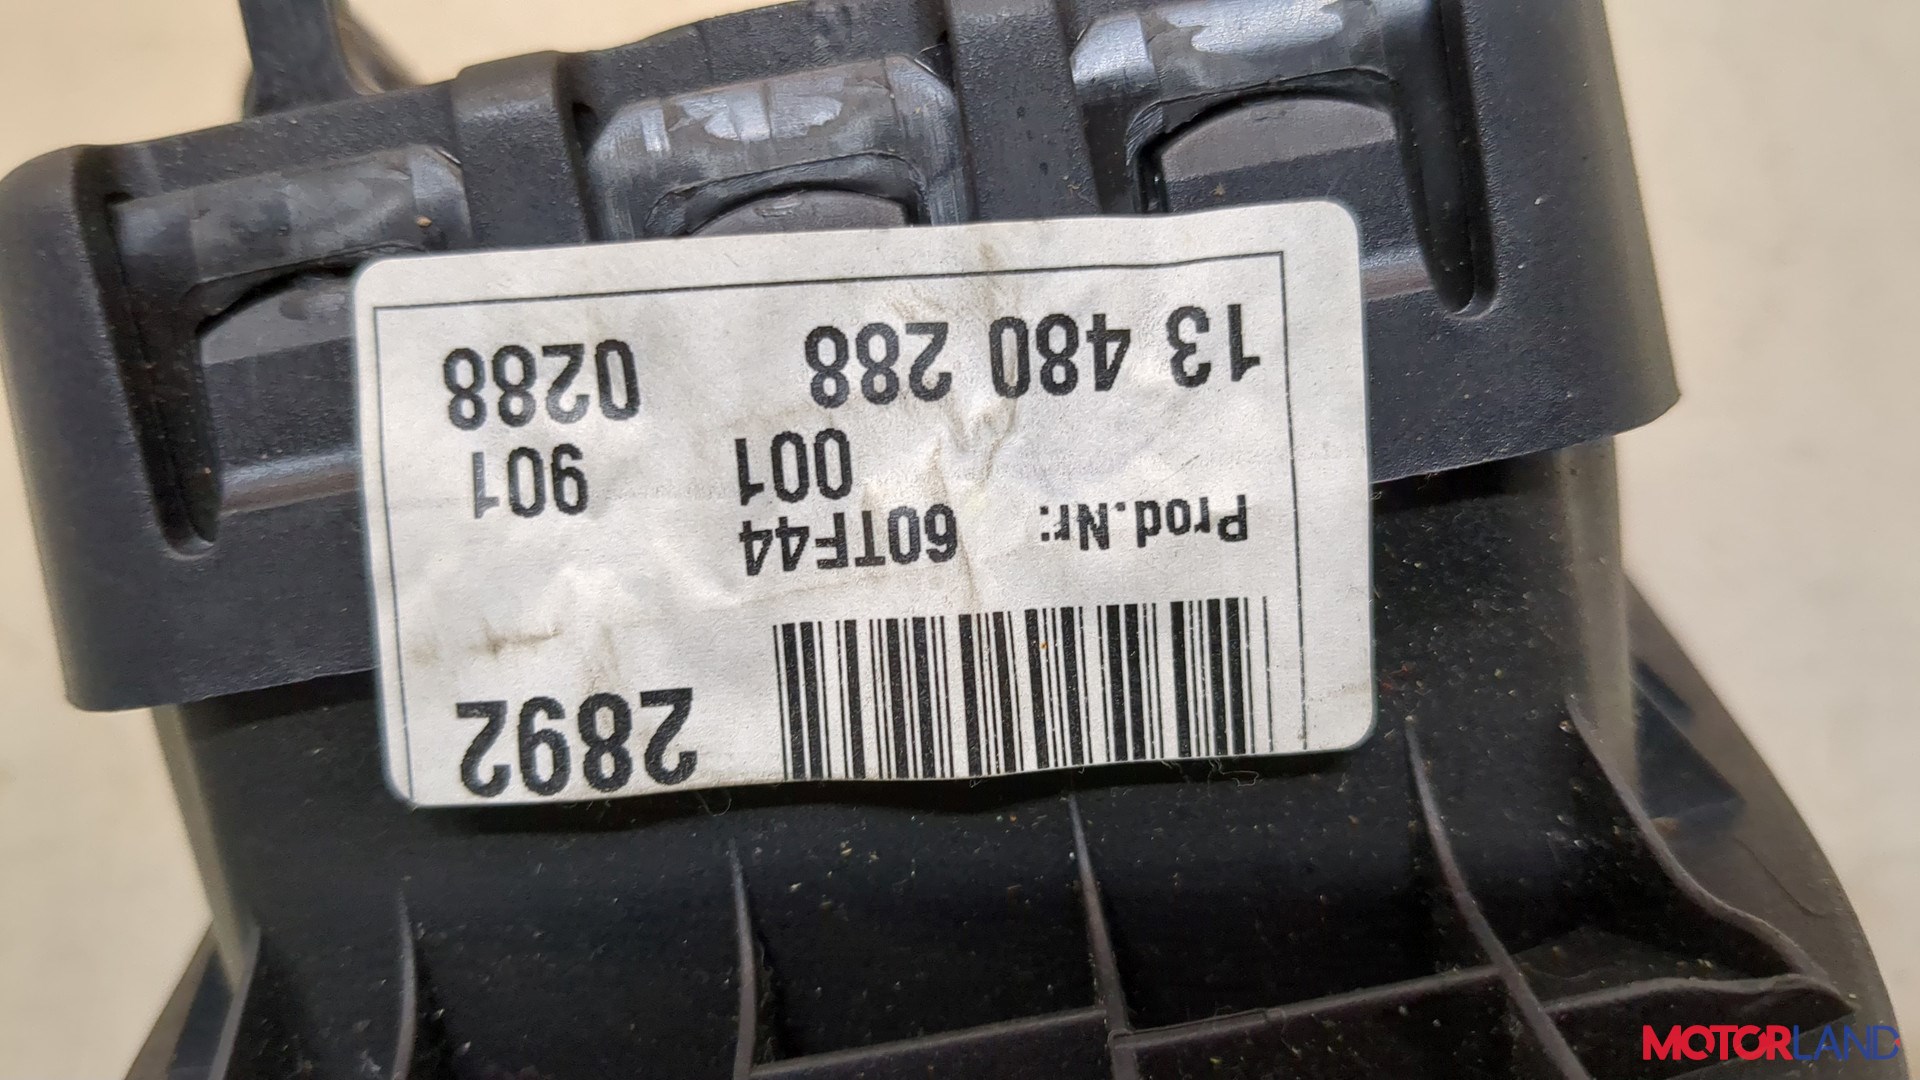 2892
Prod.Nr: 60TF44
001 901
13 480 288 0288
MOTORLAND